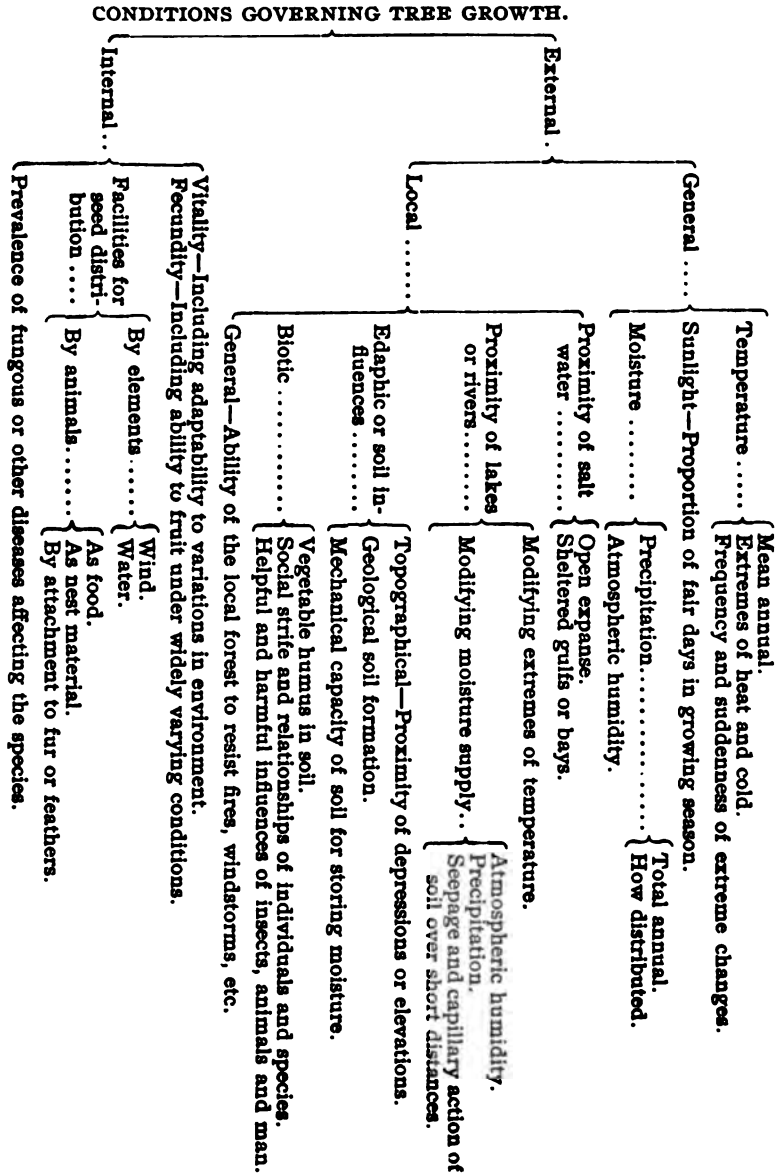 CONDITIONS GOVERNING TREE GROWTH.
External .
General .....
Temperature .....
Mean annual.
Extremes of heat and cold.
Frequency and suddenness of extreme changes.
Sunlight—Proportion of fair days in growing season.
Moisture ........
Precipitation..............
Total annual.
How distributed.
Atmospheric humidity.
Local .......
Proximity of salt
water .........
Open expanse.
Sheltered gulfs or bays.
Proximity of lakes
or rivers........
Modifying extremes of temperature.
Modifying moisture supply..
Atmospheric humidity.
Precipitation.
Seepage and capillary action of
soil over short distances.
Edaphic or soil in-
fluences ........
Topographical—Proximity of depressions or elevations.
Geological soil formation.
Mechanical capacity of soil for storing moisture.
Biotic ...........
Vegetable humus in soil.
Social strife and relationships of individuals and species.
Helpful and harmful influences of insects, animals and man.
General—Ability of the local forest to resist fires, windstorms, etc.
Internal ..
Vitality—Including adaptability to variations in environment.
Fecundity—Including ability to fruit under widely varying conditions.
Facilities for
seed distri-
bution ....
By elements......
Wind.
Water.
By animals.......
As food.
As nest material.
By attachment to fur or feathers.
Prevalence of fungous or other diseases affecting the species.